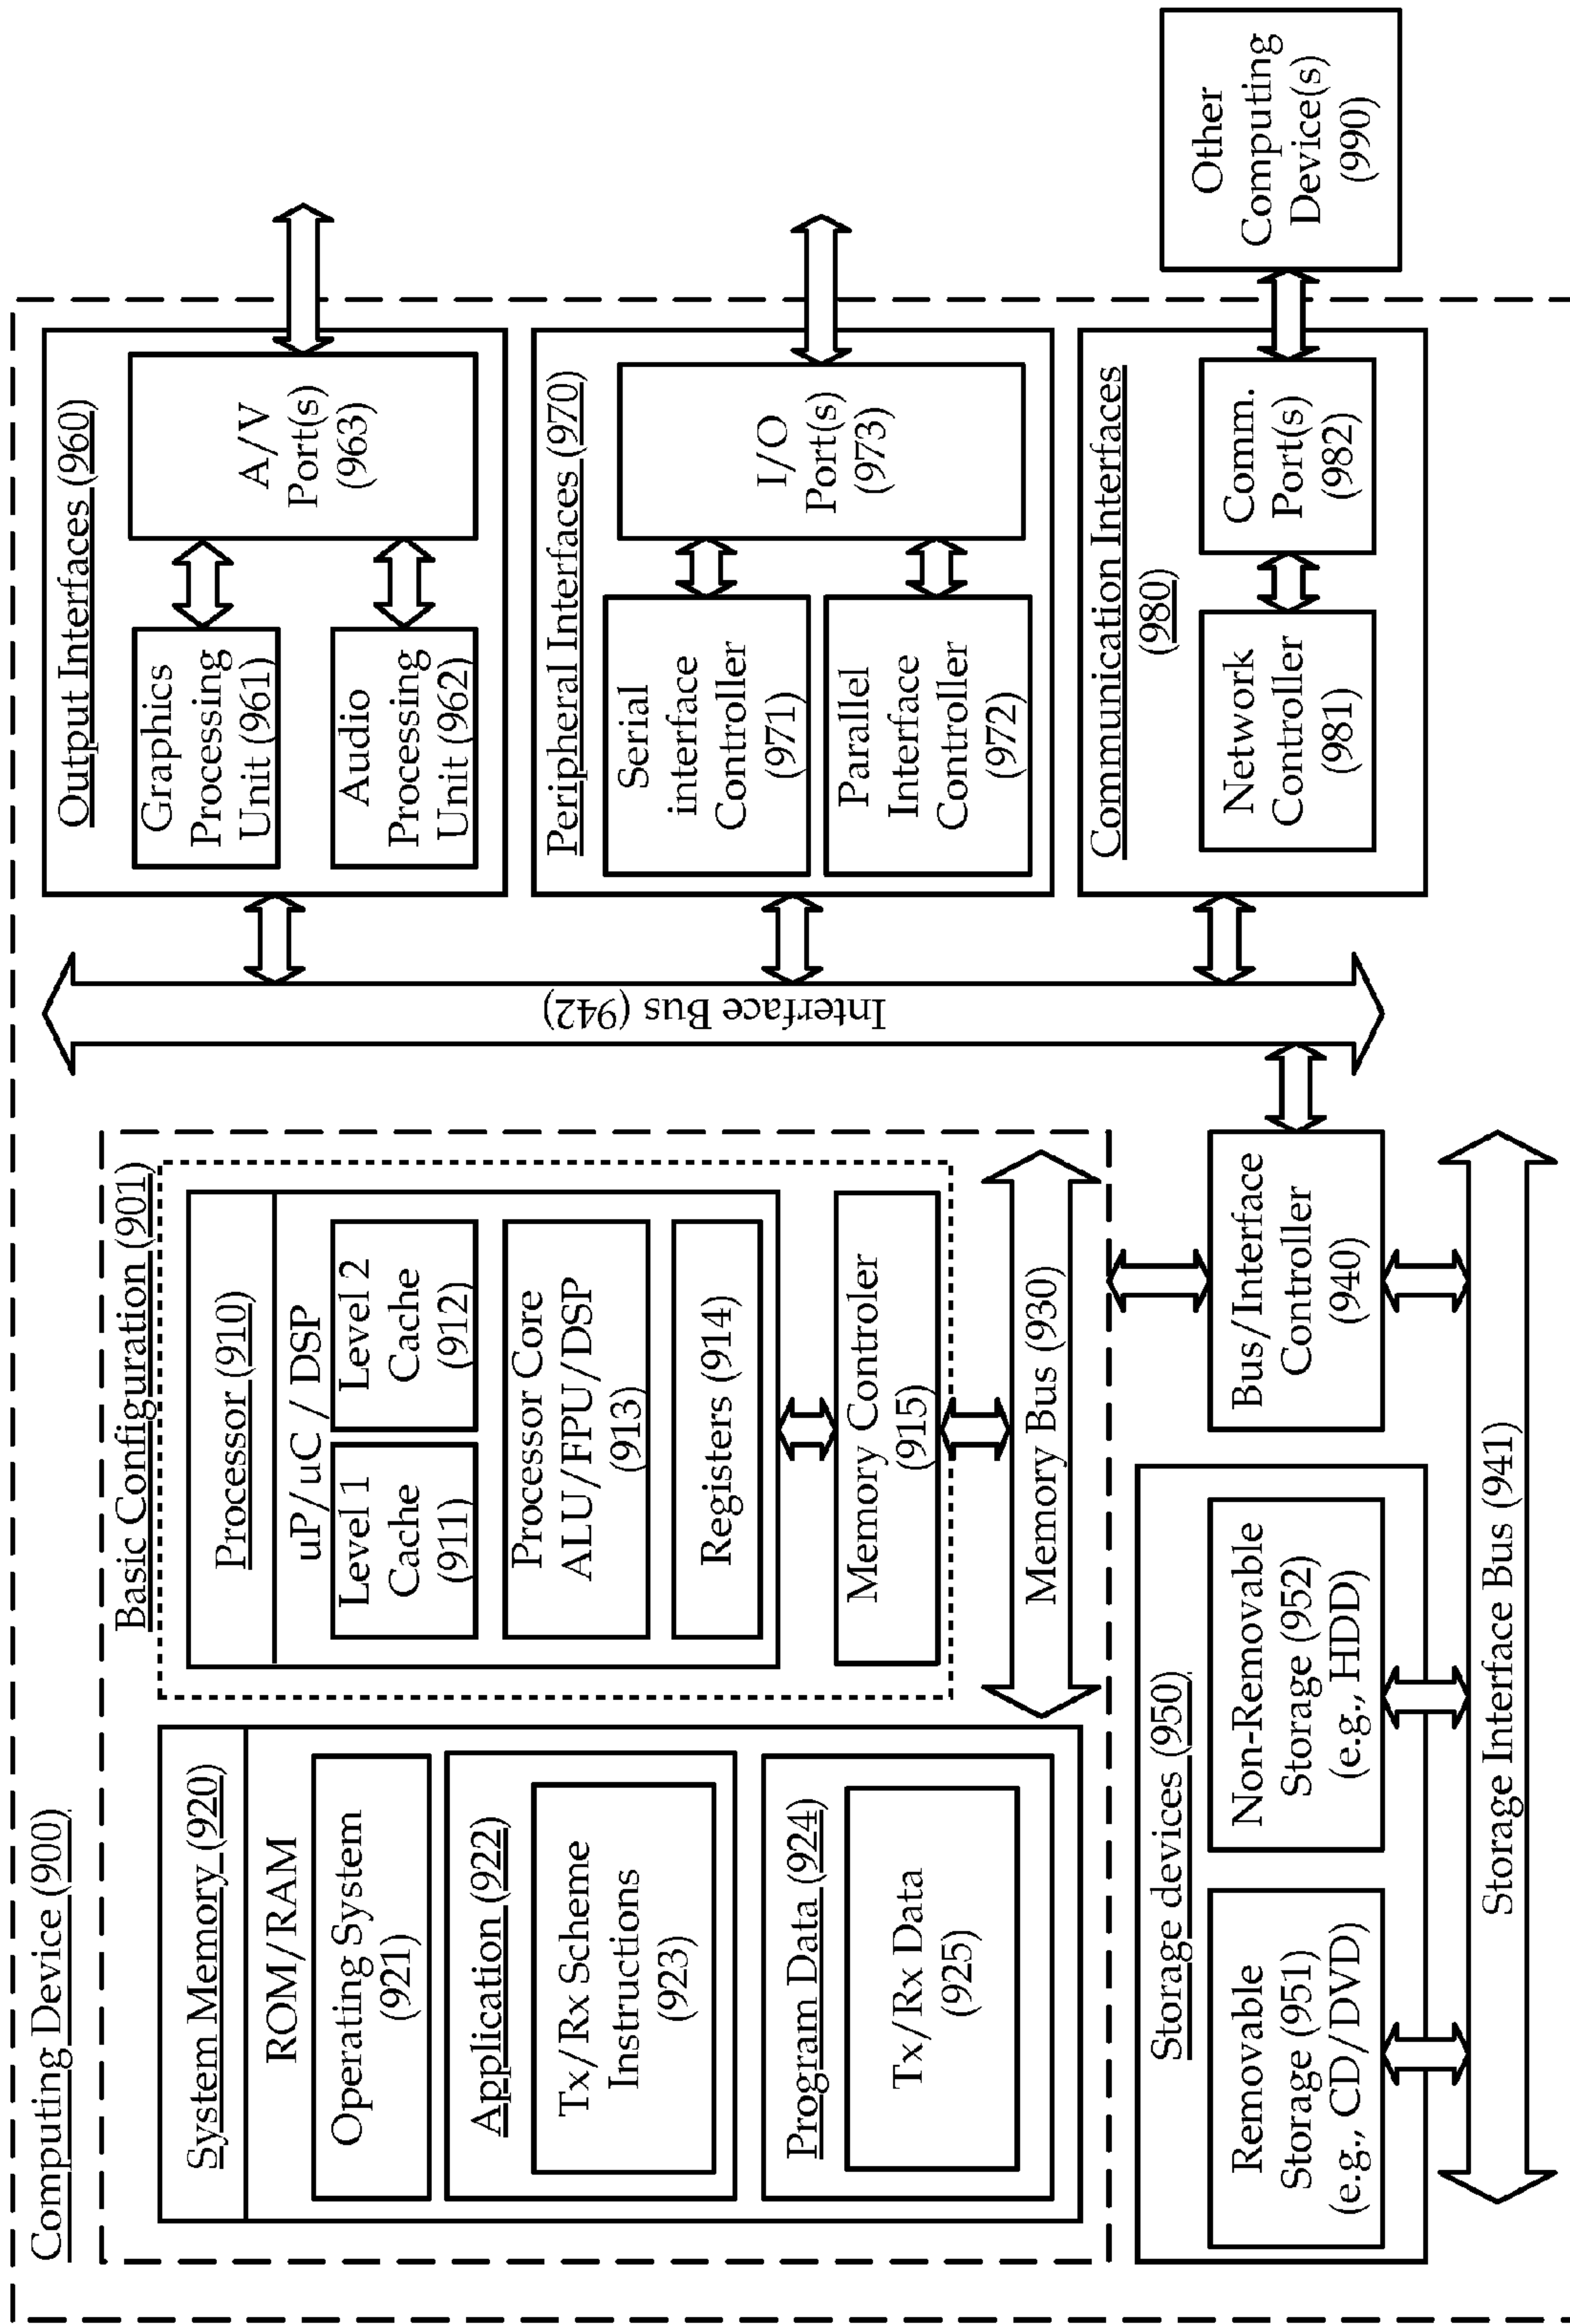 Computing Device (900)
Basic Configuration (901)
System Memory (920)
ROM/RAM
Operating System
(921)
Application (922)
Tx/Rx Scheme
Instructions
(923)
Program Data (924)
Tx/Rx Data
(925)
Processor (910)
uP/uC / DSP
Level 1
Cache
(911)
Level 2
Cache
(912)
Processor Core
ALU/FPU/DSP
(913)
Registers (914)
Memory Controler
(915)
Memory Bus (930)
Storage devices (950)
Removable
Storage (951)
(e.g., CD/DVD)
Non-Removable
Storage (952)
(e.g., HDD)
Bus/Interface
Controller
(940)
Storage Interface Bus (941)
Interface Bus (942)
Output Interfaces (960)
Graphics
Processing
Unit (961)
Audio
Processing
Unit (962)
A/V
Port(s)
(963)
Peripheral Interfaces (970)
Serial
interface
Controller
(971)
Parallel
Interface
Controller
(972)
I/O
Port(s)
(973)
Communication Interfaces
(980)
Network
Controller
(981)
Comm.
Port(s)
(982)
Other
Computing
Device(s)
(990)